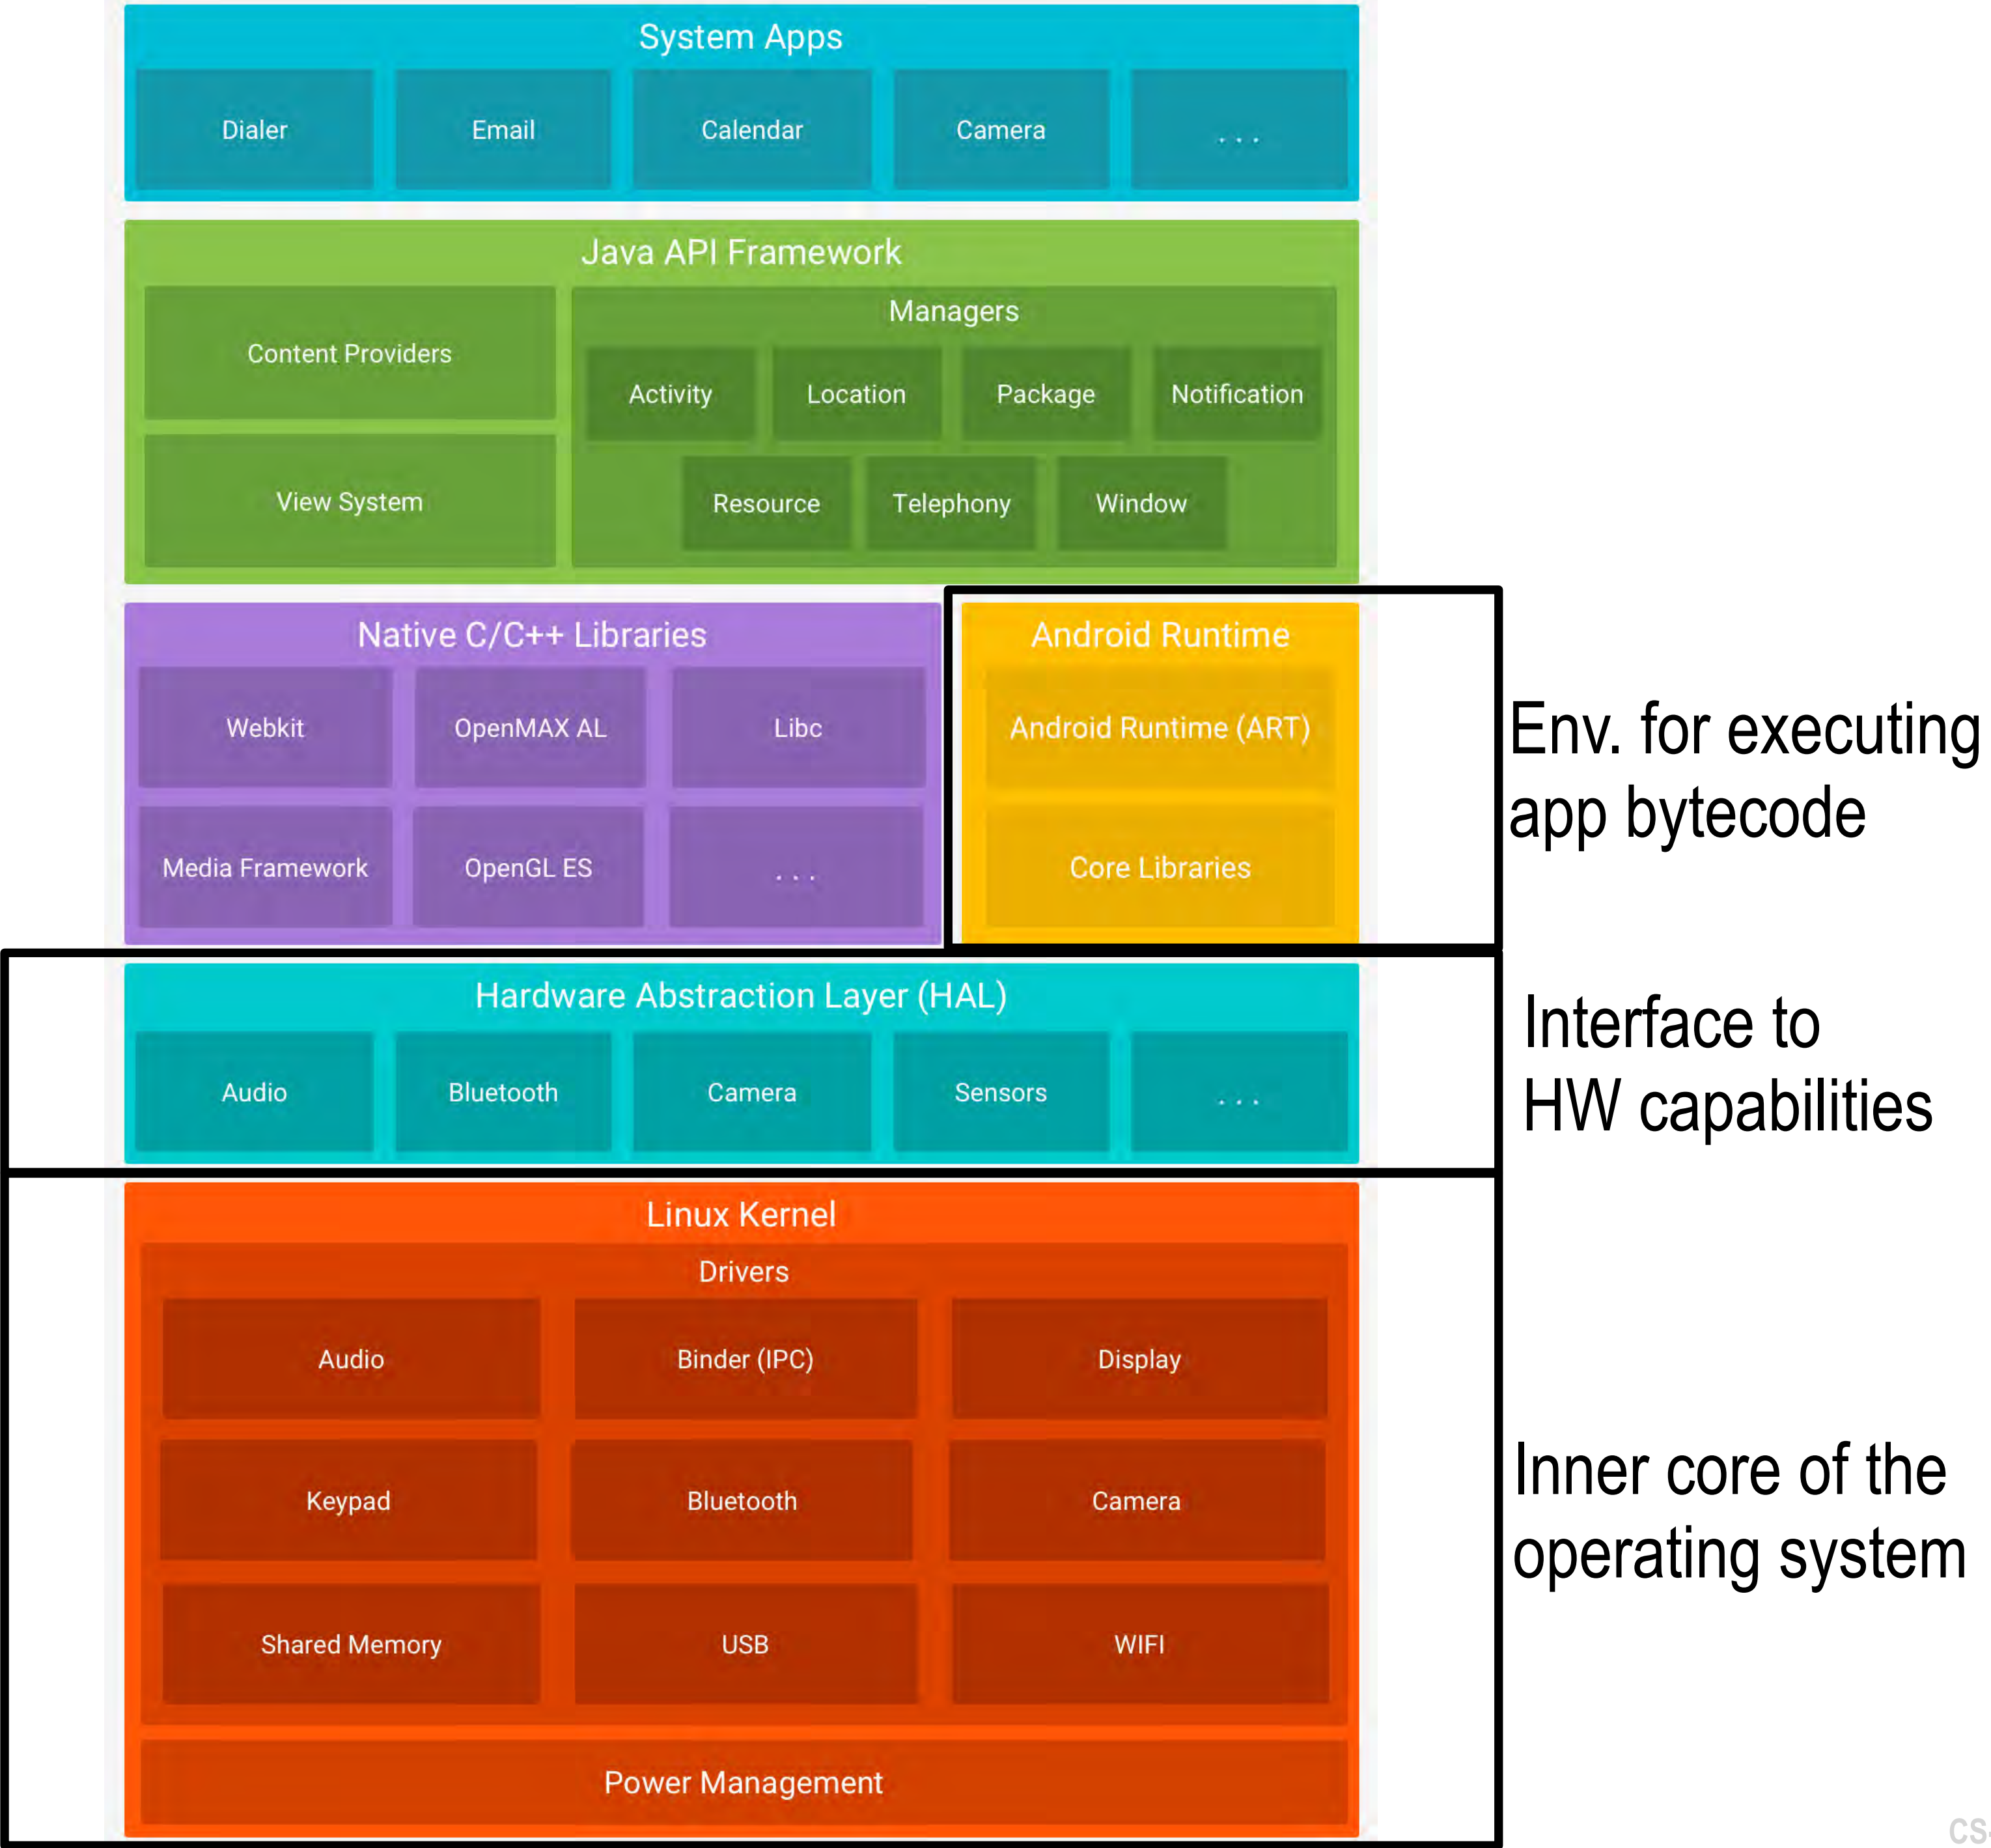 System Apps
Dialer Email Calendar Camera . . .
Java API Framework
Content Providers
View System
Managers
Activity Location Package Notification
Resource Telephony Window
Native C/C++ Libraries
Webkit OpenMAX AL Libc
Media Framework OpenGL ES . . .
Android Runtime
Android Runtime (ART)
Core Libraries
Env. for executing
app bytecode
Hardware Abstraction Layer (HAL)
Audio Bluetooth Camera Sensors . . .
Interface to
HW capabilities
Linux Kernel
Drivers
Audio Binder (IPC) Display
Keypad Bluetooth Camera
Shared Memory USB WIFI
Power Management
Inner core of the
operating system
CS-